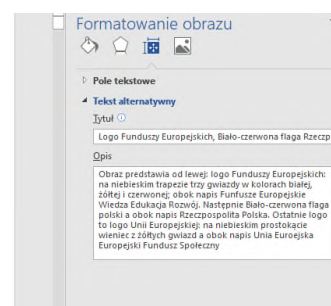 Formatowanie obrazu
Pole tekstowe
Tekst alternatywny
Tytuł
Logo Funduszy Europejskich, Biało-czerwona flaga Rzeczp
Opis
Obraz predstawia od lewej: logo Funduszy Europejskich:
na niebieskim trapezie trzy gwiazdy w kolorach białej,
żółtej i czerwonej; obok napis Funfusze Europejskie
Wiedza Edukacja Rozwój. Następnie Biało-czerwona flaga
polski a obok napis Rzeczpospolita Polska. Ostatnie logo
to logo Unii Europejskiej: na niebieskim prostokącie
wieniec z żółtych gwiazd a obok napis Unia Euroejska
Europejski Fundusz Społeczny